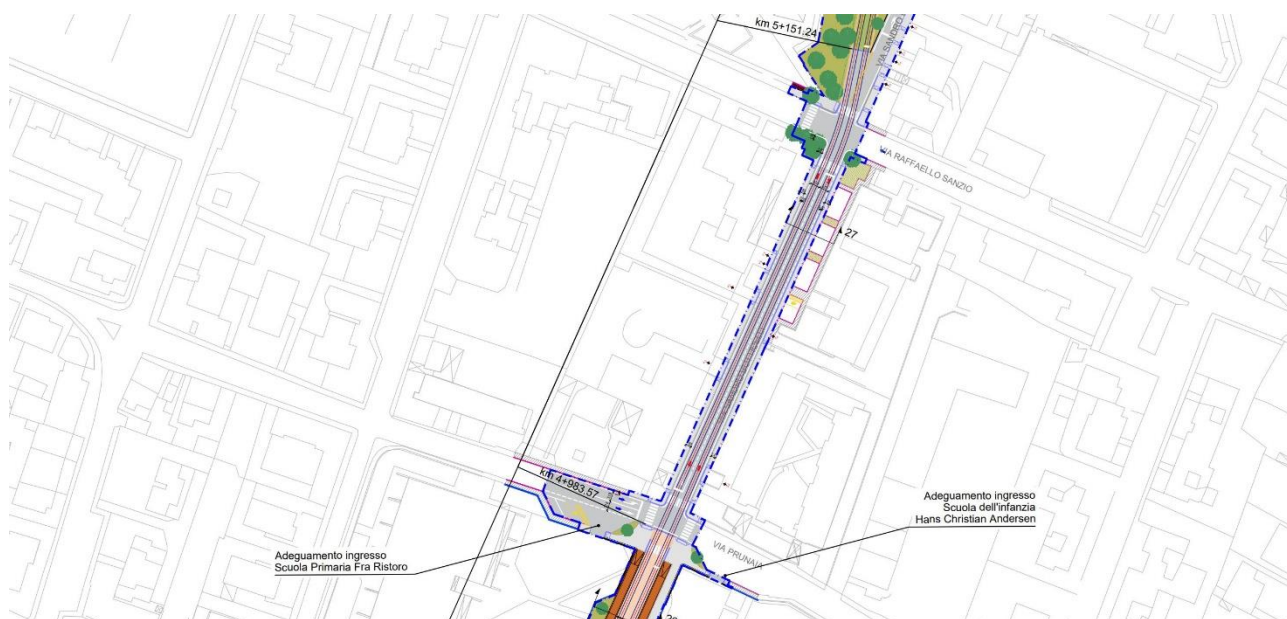 km 5+151.24
VIA SANDRO
VIA RAFFAELLO SANZIO
27
km 4+983.57
Adeguamento ingresso
Scuola dell'infanzia
Hans Christian Andersen
VIA PRUNAIA
Adeguamento ingresso
Scuola Primaria Fra Ristoro